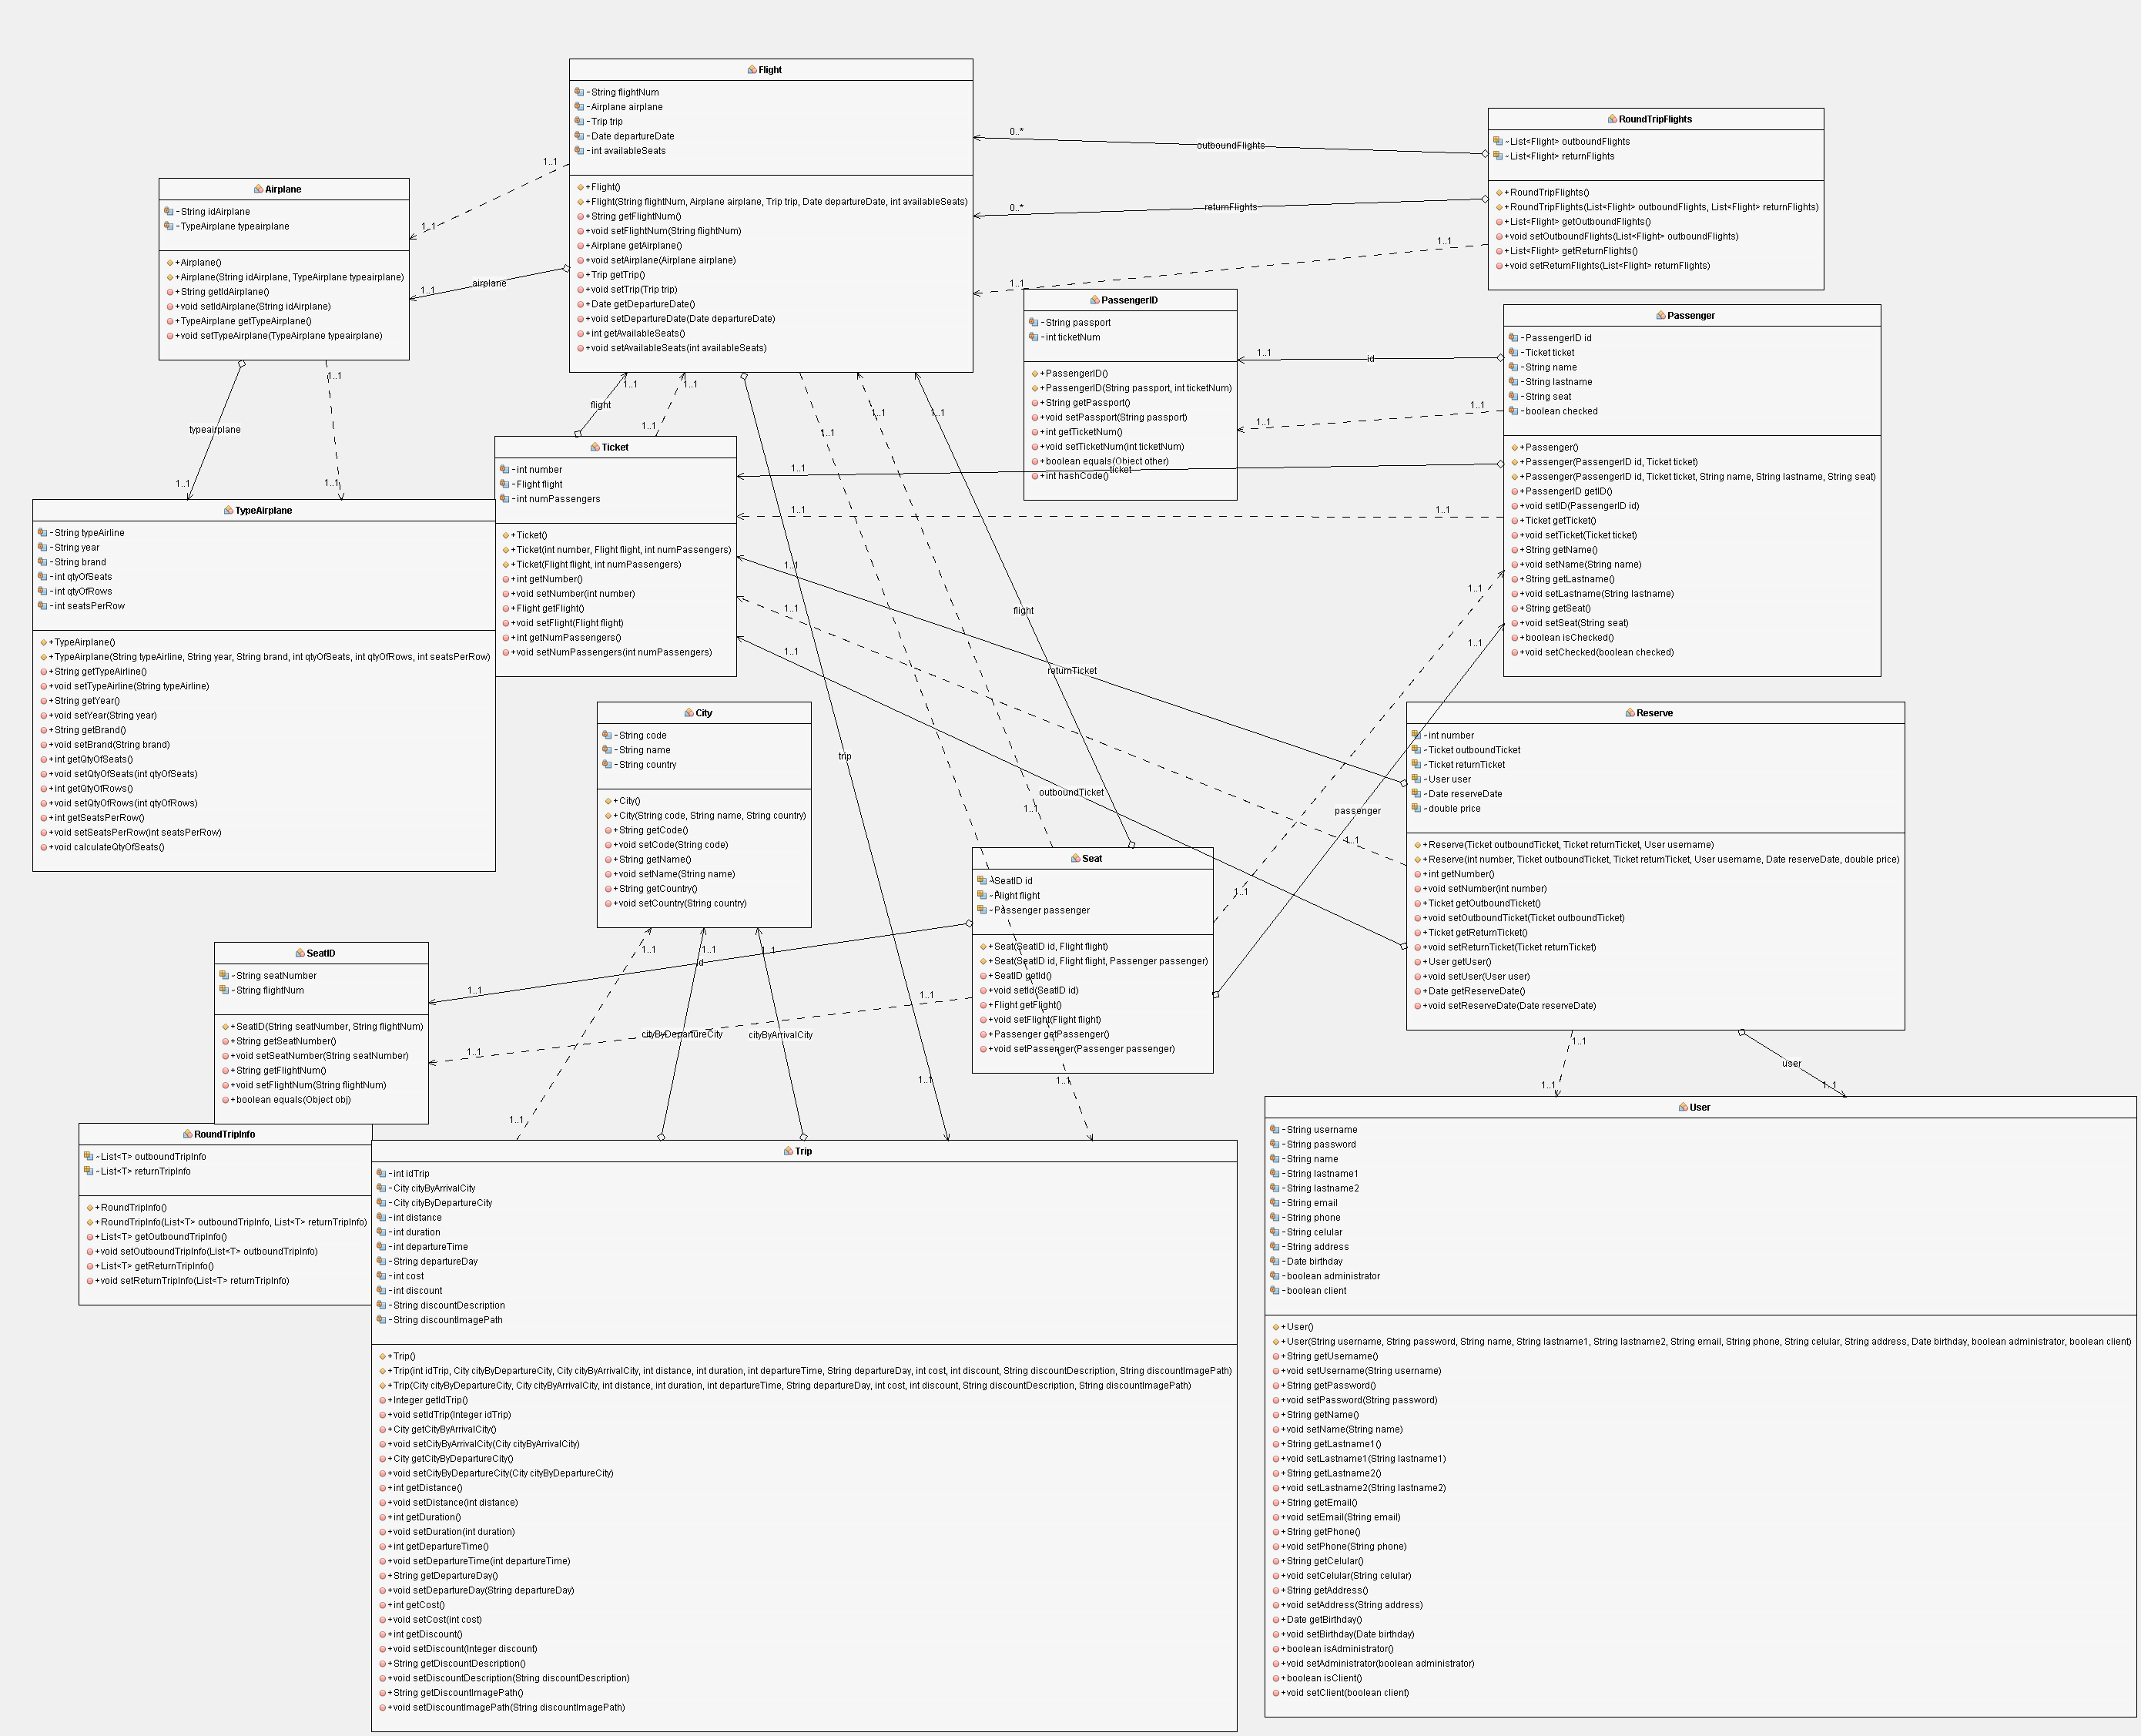 Flight
-String flightNum
-Airplane airplane
-Trip trip
-Date departureDate
-int availableSeats
+Flight()
+Flight(String flightNum, Airplane airplane, Trip trip, Date departureDate, int availableSeats)
+String getFlightNum()
+void setFlightNum(String flightNum)
+Airplane getAirplane()
+void setAirplane(Airplane airplane)
+Trip getTrip()
+void setTrip(Trip trip)
+Date getDepartureDate()
+void setDepartureDate(Date departureDate)
+int getAvailableSeats()
+void setAvailableSeats(int availableSeats)
0..*
outboundFlights
0..*
returnFlights
1..1
1..1
RoundTripFlights
-List<Flight> outboundFlights
-List<Flight> returnFlights
+RoundTripFlights()
+RoundTripFlights(List<Flight> outboundFlights, List<Flight> returnFlights)
+List<Flight> getOutboundFlights()
+void setOutboundFlights(List<Flight> outboundFlights)
+List<Flight> getReturnFlights()
+void setReturnFlights(List<Flight> returnFlights)
1..1
1..1
1..1
airplane
Airplane
-String idAirplane
-TypeAirplane typeairplane
+Airplane()
+Airplane(String idAirplane, TypeAirplane typeairplane)
+String getIdAirplane()
+void setIdAirplane(String idAirplane)
+TypeAirplane getTypeAirplane()
+void setTypeAirplane(TypeAirplane typeairplane)
1..1
typeairplane
1..1
1..1
PassengerID
-String passport
-int ticketNum
+PassengerID()
+PassengerID(String passport, int ticketNum)
+String getPassport()
+void setPassport(String passport)
+int getTicketNum()
+void setTicketNum(int ticketNum)
+boolean equals(Object other)
+int hashCode()
1..1
id
1..1
1..1
Passenger
-PassengerID id
-Ticket ticket
-String name
-String lastname
-String seat
-boolean checked
+Passenger()
+Passenger(PassengerID id, Ticket ticket)
+Passenger(PassengerID id, Ticket ticket, String name, String lastname, String seat)
+PassengerID getID()
+void setID(PassengerID id)
+Ticket getTicket()
+void setTicket(Ticket ticket)
+String getName()
+void setName(String name)
+String getLastname()
+void setLastname(String lastname)
+String getSeat()
+void setSeat(String seat)
+boolean isChecked()
+void setChecked(boolean checked)
1..1
1..1
flight
1..1
1..1
1..1
1..1
1..1
ticket
1..1
1..1
Ticket
-int number
-Flight flight
-int numPassengers
+Ticket()
+Ticket(int number, Flight flight, int numPassengers)
+Ticket(Flight flight, int numPassengers)
+int getNumber()
+void setNumber(int number)
+Flight getFlight()
+void setFlight(Flight flight)
+int getNumPassengers()
+void setNumPassengers(int numPassengers)
TypeAirplane
-String typeAirline
-String year
-String brand
-int qtyOfSeats
-int qtyOfRows
-int seatsPerRow
+TypeAirplane()
+TypeAirplane(String typeAirline, String year, String brand, int qtyOfSeats, int qtyOfRows, int seatsPerRow)
+String getTypeAirline()
+void setTypeAirline(String typeAirline)
+String getYear()
+void setYear(String year)
+String getBrand()
+void setBrand(String brand)
+int getQtyOfSeats()
+void setQtyOfSeats(int qtyOfSeats)
+int getQtyOfRows()
+void setQtyOfRows(int qtyOfRows)
+int getSeatsPerRow()
+void setSeatsPerRow(int seatsPerRow)
+void calculateQtyOfSeats()
1..1
1..1
1..1
flight
1..1
1..1
returnTicket
trip
outboundTicket
passenger
1..1
1..1
1..1
City
-String code
-String name
-String country
+City()
+City(String code, String name, String country)
+String getCode()
+void setCode(String code)
+String getName()
+void setName(String name)
+String getCountry()
+void setCountry(String country)
Reserve
-int number
-Ticket outboundTicket
-Ticket returnTicket
-User user
-Date reserveDate
-double price
+Reserve(Ticket outboundTicket, Ticket returnTicket, User username)
+Reserve(int number, Ticket outboundTicket, Ticket returnTicket, User username, Date reserveDate, double price)
+int getNumber()
+void setNumber(int number)
+Ticket getOutboundTicket()
+void setOutboundTicket(Ticket outboundTicket)
+Ticket getReturnTicket()
+void setReturnTicket(Ticket returnTicket)
+User getUser()
+void setUser(User user)
+Date getReserveDate()
+void setReserveDate(Date reserveDate)
Seat
-SeatID id
-Flight flight
-Passenger passenger
+Seat(SeatID id, Flight flight)
+Seat(SeatID id, Flight flight, Passenger passenger)
+SeatID getId()
+void setId(SeatID id)
+Flight getFlight()
+void setFlight(Flight flight)
+Passenger getPassenger()
+void setPassenger(Passenger passenger)
1..1
1..1
1..1
id
1..1
1..1
1..1
cityByDepartureCity
cityByArrivalCity
1..1
1..1
1..1
SeatID
-String seatNumber
-String flightNum
+SeatID(String seatNumber, String flightNum)
+String getSeatNumber()
+void setSeatNumber(String seatNumber)
+String getFlightNum()
+void setFlightNum(String flightNum)
+boolean equals(Object obj)
RoundTripInfo
-List<T> outboundTripInfo
-List<T> returnTripInfo
+RoundTripInfo()
+RoundTripInfo(List<T> outboundTripInfo, List<T> returnTripInfo)
+List<T> getOutboundTripInfo()
+void setOutboundTripInfo(List<T> outboundTripInfo)
+List<T> getReturnTripInfo()
+void setReturnTripInfo(List<T> returnTripInfo)
Trip
-int idTrip
-City cityByArrivalCity
-City cityByDepartureCity
-int distance
-int duration
-int departureTime
-String departureDay
-int cost
-int discount
-String discountDescription
-String discountImagePath
+Trip()
+Trip(int idTrip, City cityByDepartureCity, City cityByArrivalCity, int distance, int duration, int departureTime, String departureDay, int cost, int discount, String discountDescription, String discountImagePath)
+Trip(City cityByDepartureCity, City cityByArrivalCity, int distance, int duration, int departureTime, String departureDay, int cost, int discount, String discountDescription, String discountImagePath)
+Integer getIdTrip()
+void setIdTrip(Integer idTrip)
+City getCityByArrivalCity()
+void setCityByArrivalCity(City cityByArrivalCity)
+City getCityByDepartureCity()
+void setCityByDepartureCity(City cityByDepartureCity)
+int getDistance()
+void setDistance(int distance)
+int getDuration()
+void setDuration(int duration)
+int getDepartureTime()
+void setDepartureTime(int departureTime)
+String getDepartureDay()
+void setDepartureDay(String departureDay)
+int getCost()
+void setCost(int cost)
+int getDiscount()
+void setDiscount(Integer discount)
+String getDiscountDescription()
+void setDiscountDescription(String discountDescription)
+String getDiscountImagePath()
+void setDiscountImagePath(String discountImagePath)
1..1
user
1..1
1..1
User
-String username
-String password
-String name
-String lastname1
-String lastname2
-String email
-String phone
-String celular
-String address
-Date birthday
-boolean administrator
-boolean client
+User()
+User(String username, String password, String name, String lastname1, String lastname2, String email, String phone, String celular, String address, Date birthday, boolean administrator, boolean client)
+String getUsername()
+void setUsername(String username)
+String getPassword()
+void setPassword(String password)
+String getName()
+void setName(String name)
+String getLastname1()
+void setLastname1(String lastname1)
+String getLastname2()
+void setLastname2(String lastname2)
+String getEmail()
+void setEmail(String email)
+String getPhone()
+void setPhone(String phone)
+String getCelular()
+void setCelular(String celular)
+String getAddress()
+void setAddress(String address)
+Date getBirthday()
+void setBirthday(Date birthday)
+boolean isAdministrator()
+void setAdministrator(boolean administrator)
+boolean isClient()
+void setClient(boolean client)